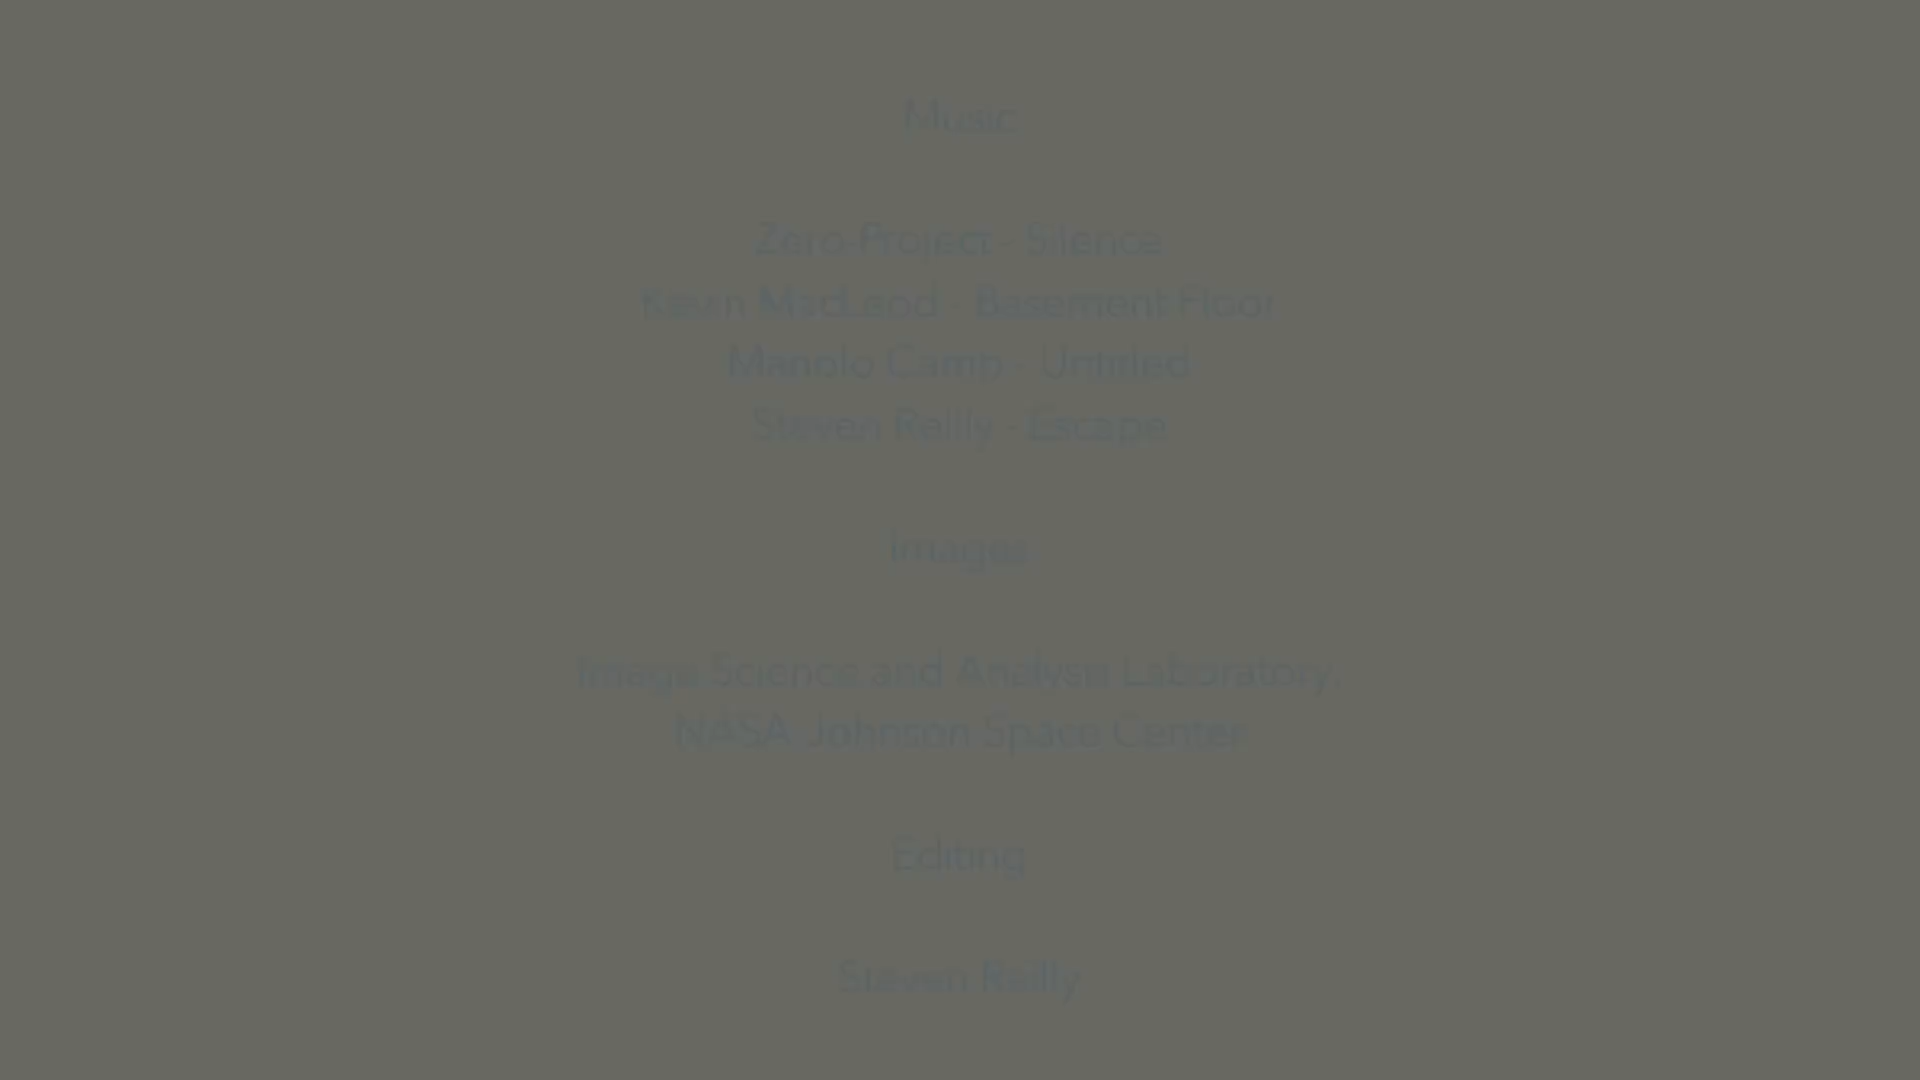 Music
Zero-Project - Silence
Kevin MacLeod - Basement Floor
Manolo Camp - Untitled
Steven Reilly - Escape
Images
Image Science and Analysis Laboratory,
NASA Johnson Space Center
Editing
Steven Reilly